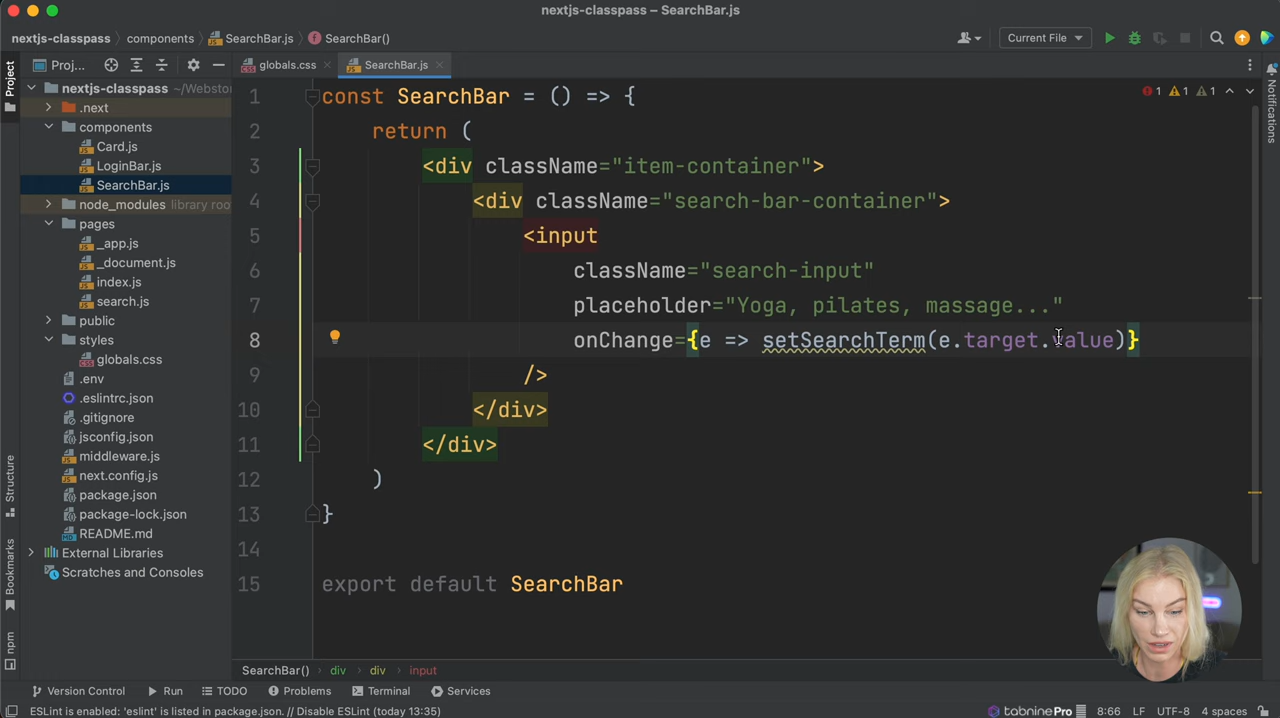 nextjs-classpass – SearchBar.js
nextjs-classpass components SearchBar.js SearchBar()
Current File
Project
Proj...
globals.css
SearchBar.js
nextjs-classpass ~/Websto
.next
components
Card.js
LoginBar.js
SearchBar.js
node_modules library roo
pages
_app.js
_document.js
index.js
search.js
public
styles
globals.css
.env
.eslintrc.json
.gitignore
jsconfig.json
middleware.js
next.config.js
package.json
package-lock.json
README.md
External Libraries
Scratches and Consoles
Structure
Bookmarks
npm
1 const SearchBar = () => {
2 return (
3 <div className="item-container">
4 <div className="search-bar-container">
5 <input
6 className="search-input"
7 placeholder="Yoga, pilates, massage..."
8 onChange={e => setSearchTerm(e.target.value)}
9 />
10 </div>
11 </div>
12 )
13 }
14
15 export default SearchBar
1 1 1
Notifications
SearchBar() div div input
Version Control Run TODO Problems Terminal Services
ESLint is enabled: 'eslint' is listed in package.json. // Disable ESLint (today 13:35)
tabninePro 8:66 LF UTF-8 4 spaces